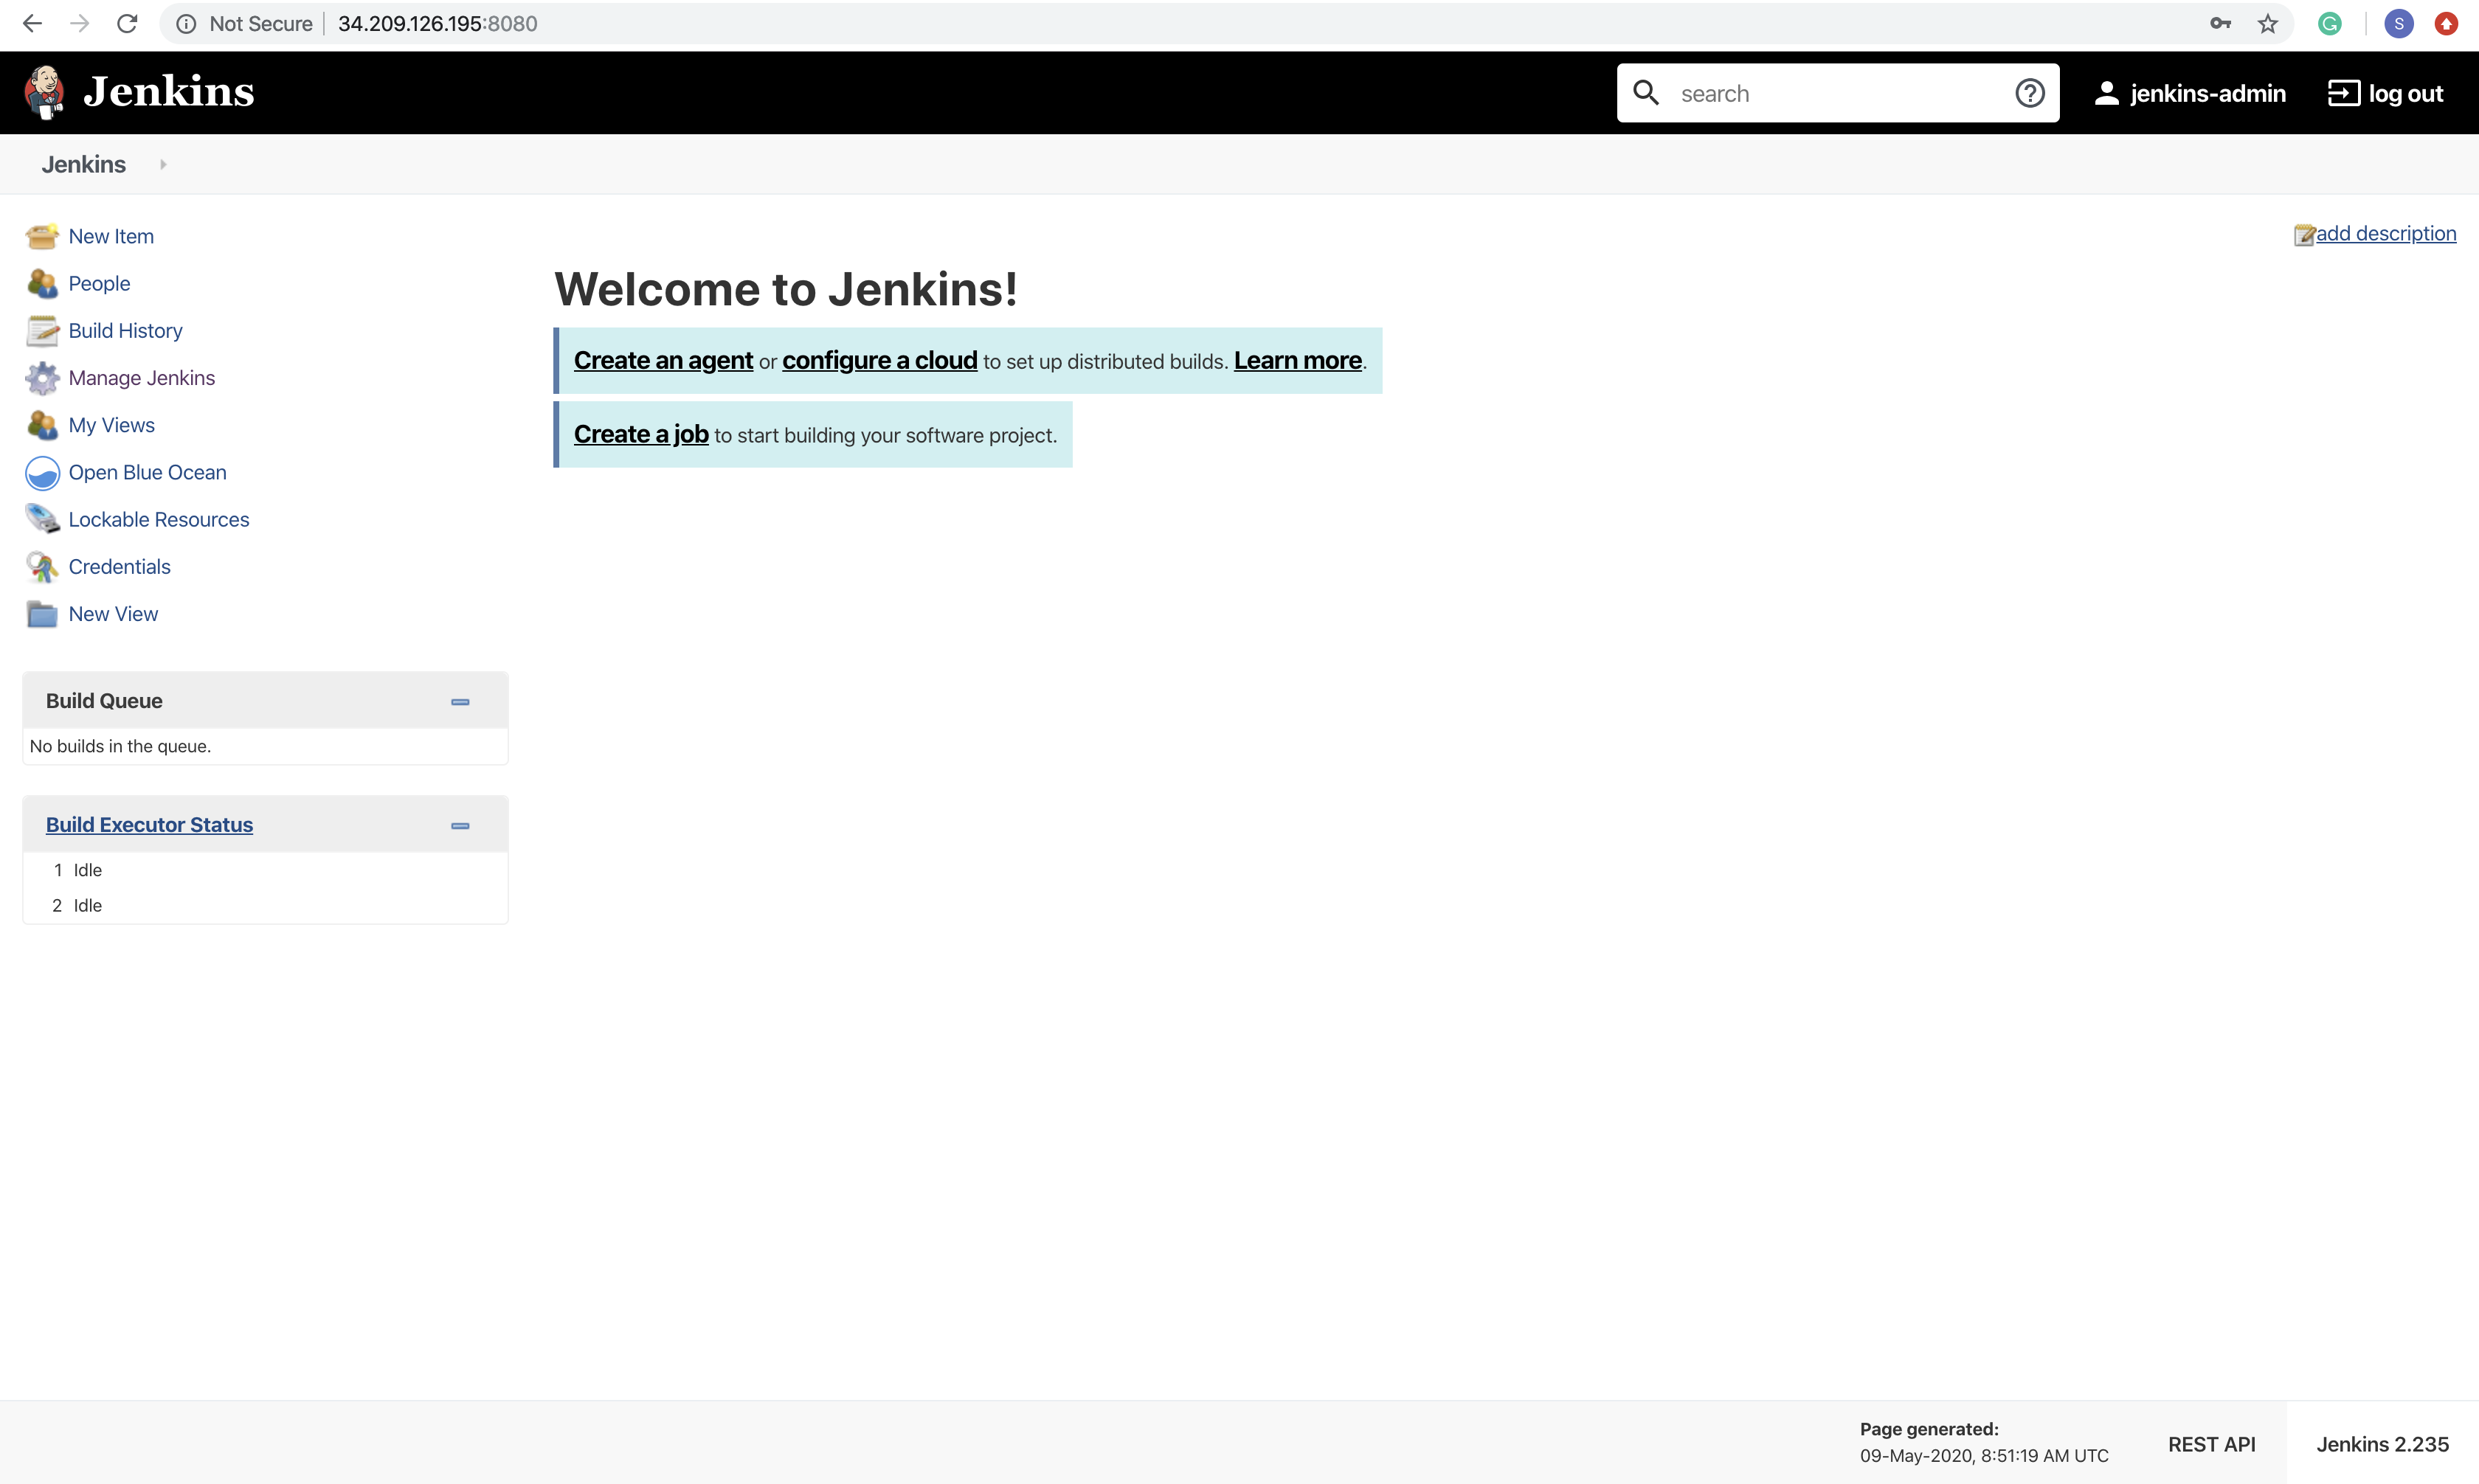 Not Secure 34.209.126.195:8080
S
Jenkins
search
jenkins-admin
log out
Jenkins
New Item
People
Build History
Manage Jenkins
My Views
Open Blue Ocean
Lockable Resources
Credentials
New View
Build Queue
No builds in the queue.
Build Executor Status
1 Idle
2 Idle
add description
Welcome to Jenkins!
Create an agent or configure a cloud to set up distributed builds. Learn more.
Create a job to start building your software project.
Page generated:
09-May-2020, 8:51:19 AM UTC
REST API
Jenkins 2.235